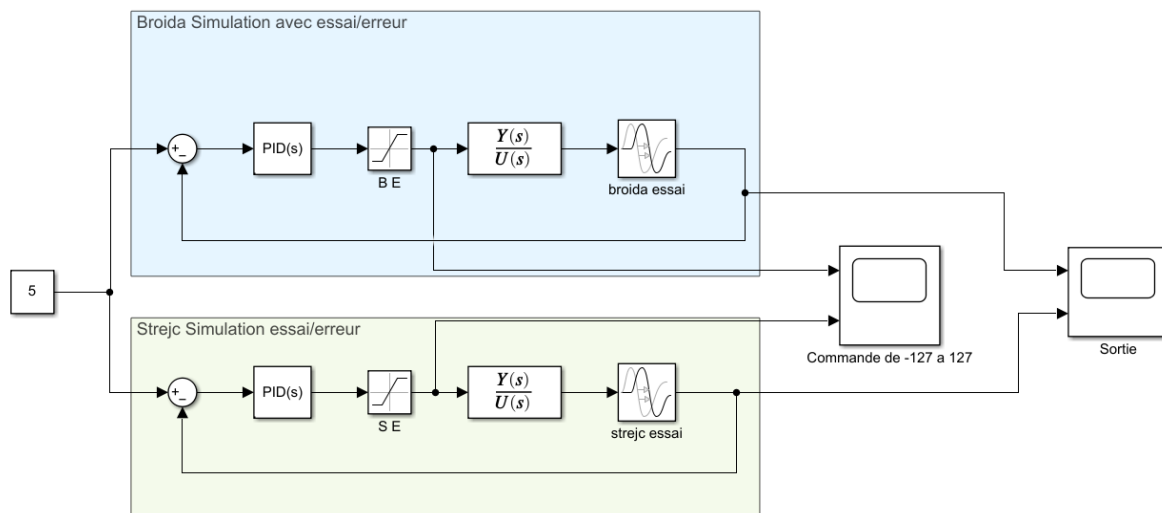 Broida Simulation avec essai/erreur
+
−
PID(s)
B E
Y(s)
U(s)
broida essai
5
Commande de -127 a 127
Sortie
Strejc Simulation essai/erreur
+
−
PID(s)
S E
Y(s)
U(s)
strejc essai